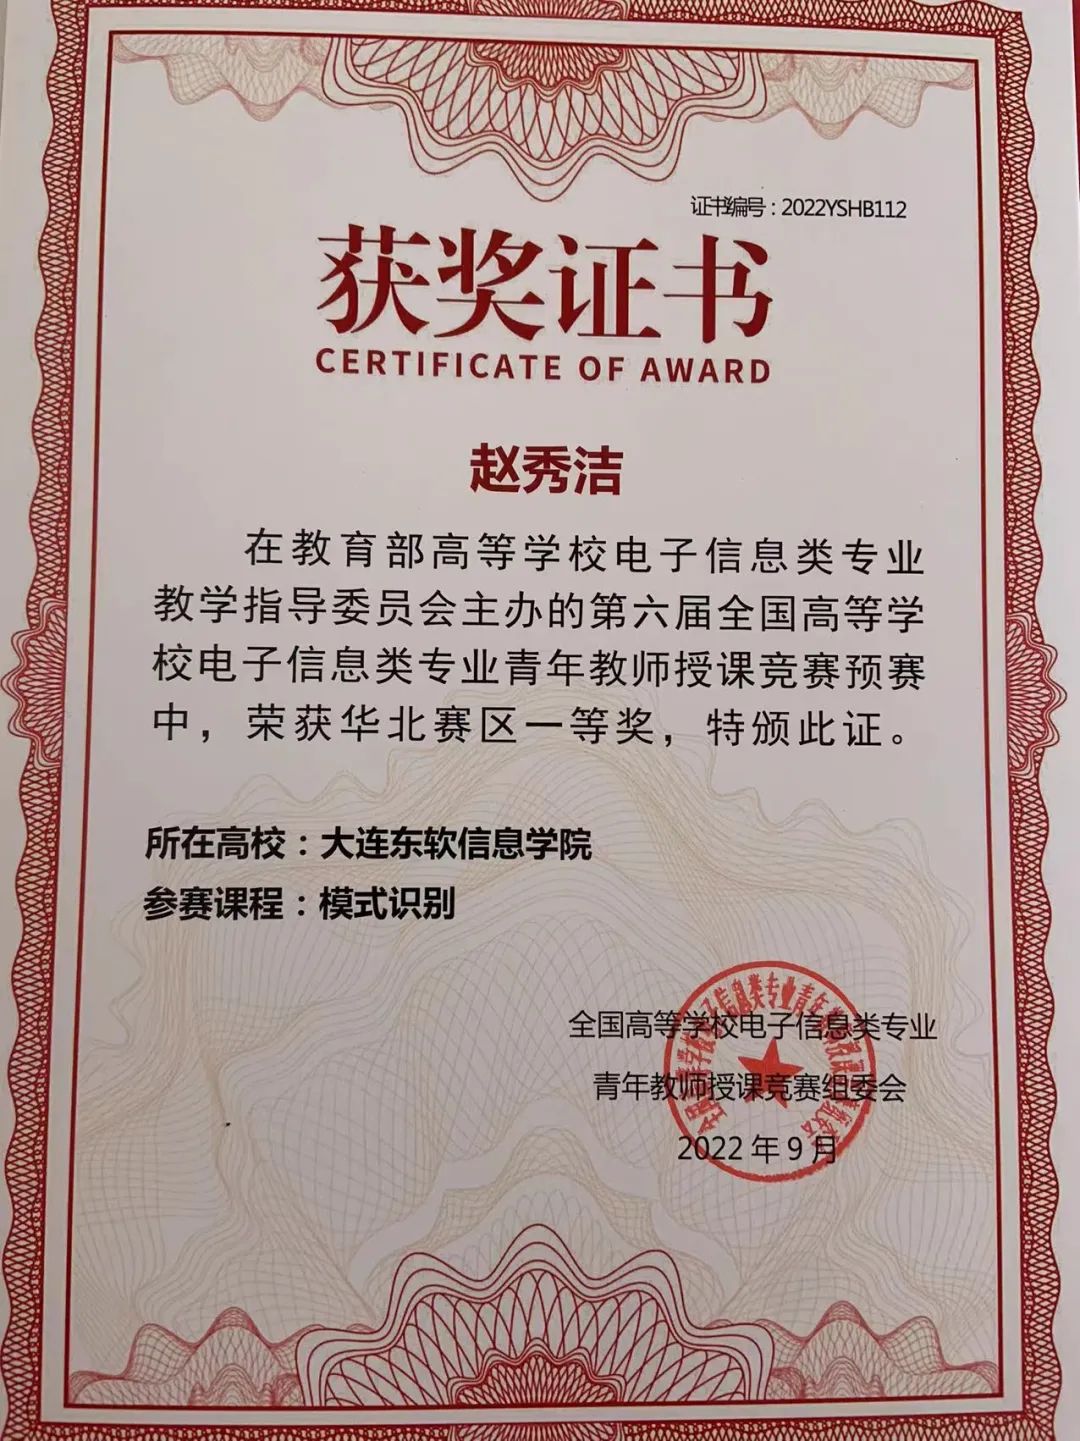 证书编号：2022YSHB112
获奖证书
CERTIFICATE OF AWARD
赵秀洁
在教育部高等学校电子信息类专业
教学指导委员会主办的第六届全国高等学
校电子信息类专业青年教师授课竞赛预赛
中，荣获华北赛区一等奖，特颁此证。
所在高校：大连东软信息学院
参赛课程：模式识别
全国高等学校电子信息类专业
青年教师授课竞赛组委会
2022 年 9 月